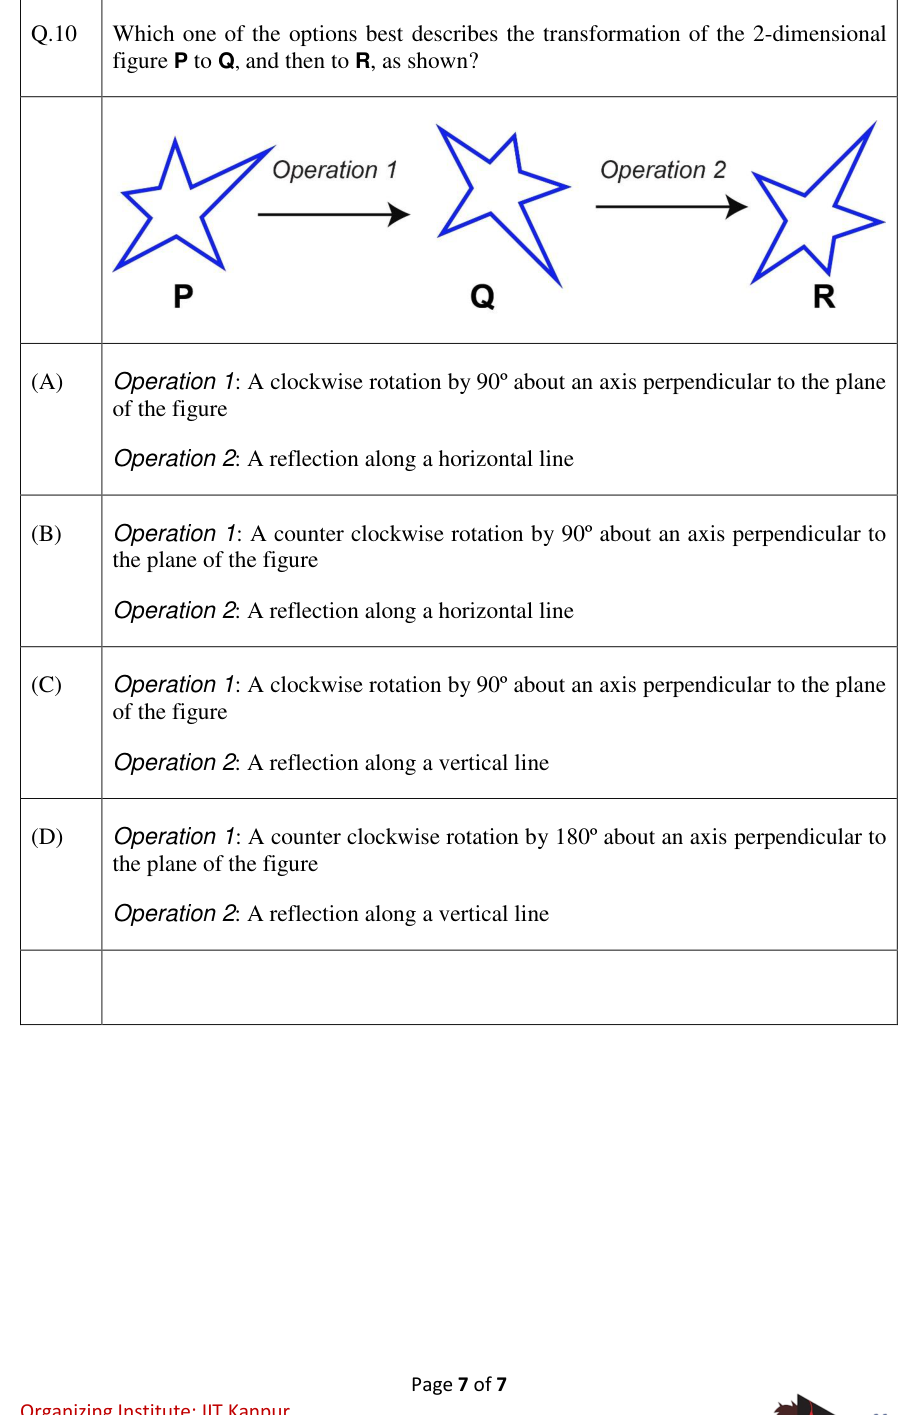 Q.10
Which one of the options best describes the transformation of the 2-dimensional
figure P to Q, and then to R, as shown?
Operation 1
Operation 2
P
Q
R
(A)
Operation 1: A clockwise rotation by 90º about an axis perpendicular to the plane
of the figure
Operation 2: A reflection along a horizontal line
(B)
Operation 1: A counter clockwise rotation by 90º about an axis perpendicular to
the plane of the figure
Operation 2: A reflection along a horizontal line
(C)
Operation 1: A clockwise rotation by 90º about an axis perpendicular to the plane
of the figure
Operation 2: A reflection along a vertical line
(D)
Operation 1: A counter clockwise rotation by 180º about an axis perpendicular to
the plane of the figure
Operation 2: A reflection along a vertical line
Page 7 of 7
Organizing Institute: IIT Kanpur